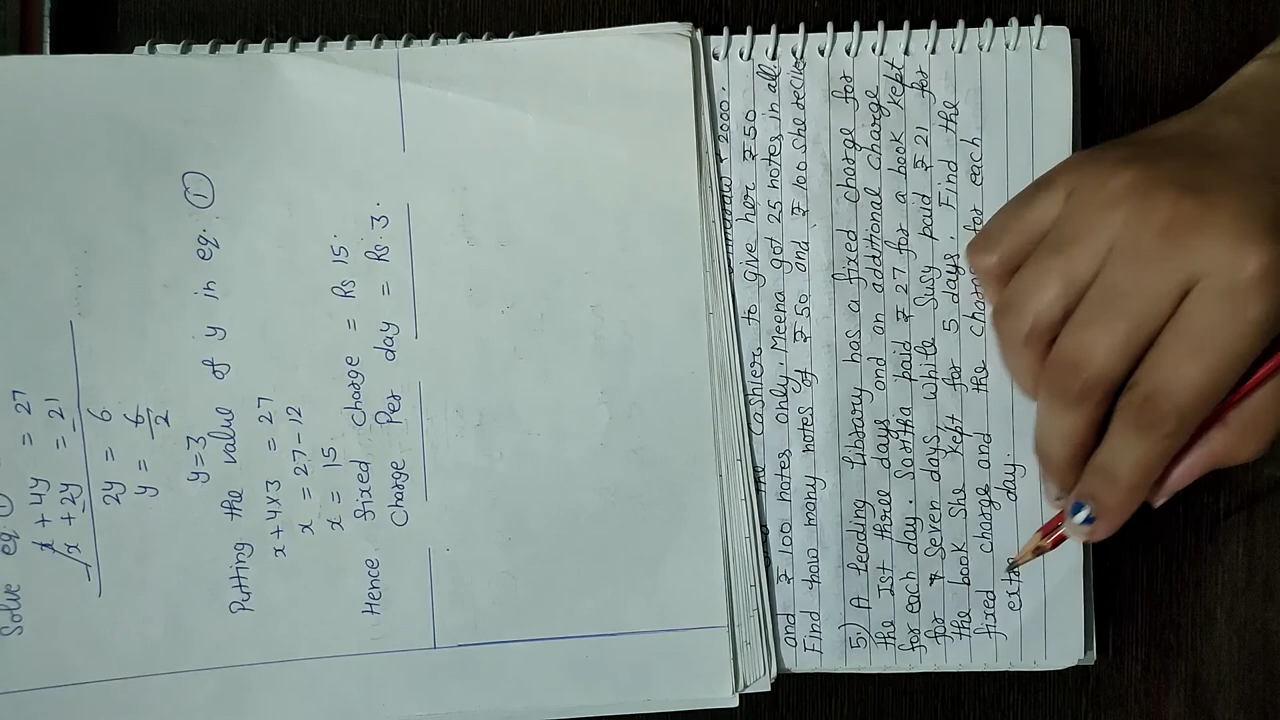 Solve eq. ①
x + 4y = 27
x + 2y = 21
2y = 6
y = 6/2
y=3
Putting the value of y in eq. ①
x+4×3 = 27
x = 27-12
x = 15
Hence fixed charge = Rs 15.
Charge Per day = Rs. 3.
the Cashier to give her ₹50
and ₹100 notes only. Meena got 25 notes in all.
Find how many notes of ₹50 and ₹100 she
5.) A leading library has a fixed charge for
the Ist three days and an additional charge
for each day. Saritha paid ₹27 for a book kept
for seven days, while Susy paid ₹21 for
the book She kept for 5 days. Find the
fixed charge and the for each
day.